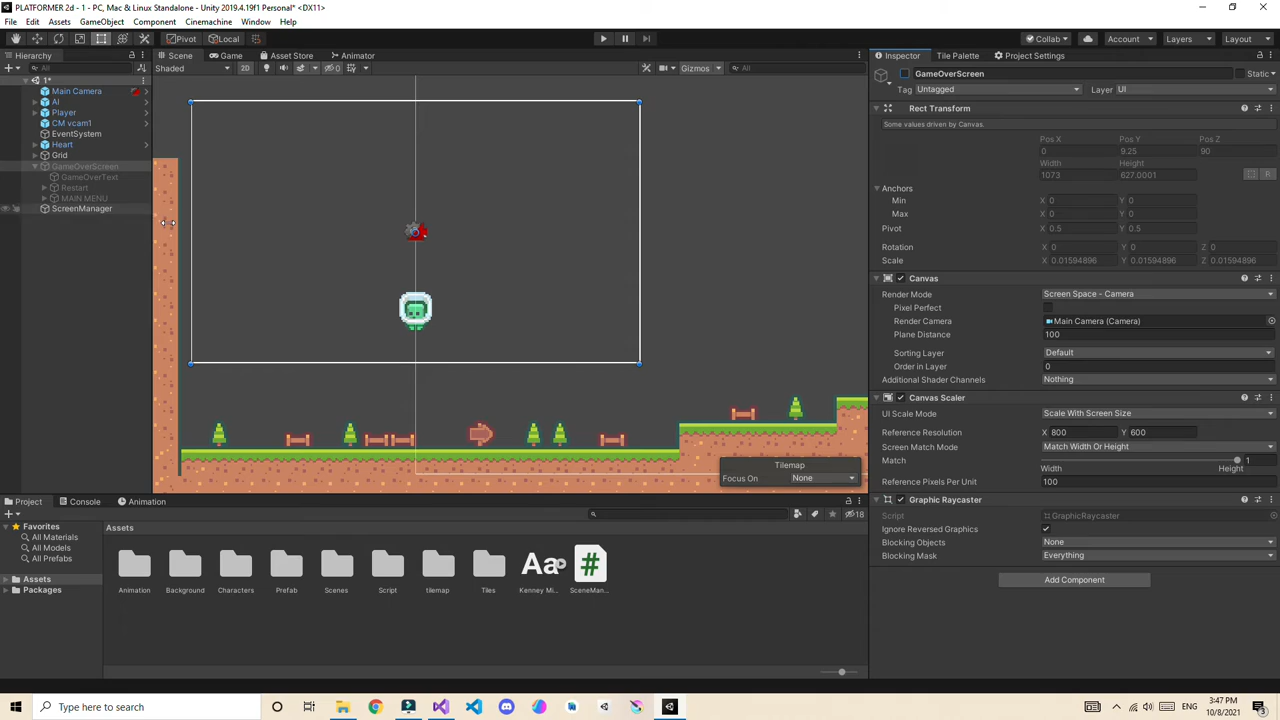 PLATFORMER 2d - 1 - PC, Mac & Linux Standalone - Unity 2019.4.19f1 Personal* <DX11>
File Edit Assets GameObject Component Cinemachine Window Help
Pivot Local Collab Account Layers Layout
Hierarchy Scene Game Asset Store Animator Inspector Tile Palette Project Settings
All Shaded 2D 0 Gizmos All
GameOverScreen Static
Tag Untagged Layer UI
1*
Main Camera
AI
Player
CM vcam1
EventSystem
Heart
Grid
GameOverScreen
GameOverText
Restart
MAIN MENU
ScreenManager
Rect Transform
Some values driven by Canvas.
Pos X Pos Y Pos Z
0 9.25 90
Width Height
1073 627.0001
R
Anchors
Min X 0 Y 0
Max X 0 Y 0
Pivot X 0.5 Y 0.5
Rotation X 0 Y 0 Z 0
Scale X 0.01594896 Y 0.01594896 Z 0.01594896
Canvas
Render Mode Screen Space - Camera
Pixel Perfect
Render Camera Main Camera (Camera)
Plane Distance 100
Sorting Layer Default
Order in Layer 0
Additional Shader Channels Nothing
Canvas Scaler
UI Scale Mode Scale With Screen Size
Reference Resolution X 800 Y 600
Screen Match Mode Match Width Or Height
Match 1
Width Height
Reference Pixels Per Unit 100
Graphic Raycaster
Script GraphicRaycaster
Ignore Reversed Graphics
Blocking Objects None
Blocking Mask Everything
Add Component
Tilemap
Focus On None
Project Console Animation
18
Favorites
All Materials
All Models
All Prefabs
Assets
Packages
Assets
Aa
#
Animation Background Characters Prefab Scenes Script tilemap Tiles Kenney Mi... SceneMan...
Type here to search
ENG
3:47 PM
10/8/2021
3